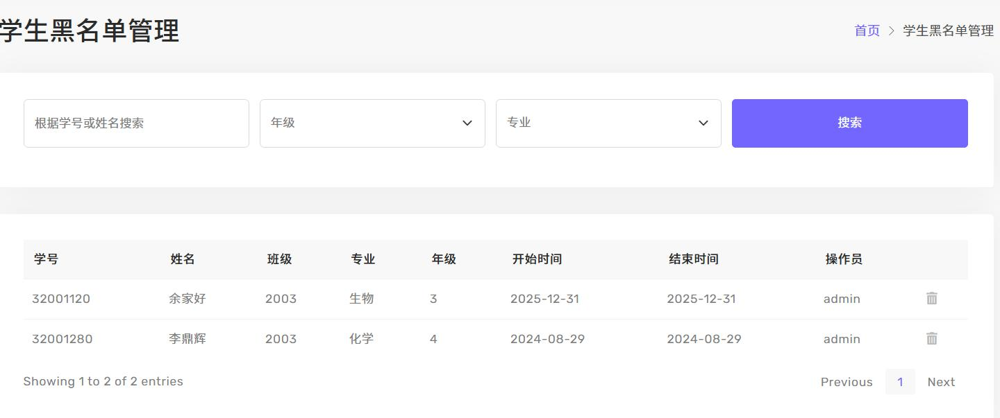 学生黑名单管理
首页 > 学生黑名单管理
根据学号或姓名搜索 年级 专业 搜索
学号 姓名 班级 专业 年级 开始时间 结束时间 操作员
32001120 余家好 2003 生物 3 2025-12-31 2025-12-31 admin
32001280 李鼎辉 2003 化学 4 2024-08-29 2024-08-29 admin
Showing 1 to 2 of 2 entries Previous 1 Next